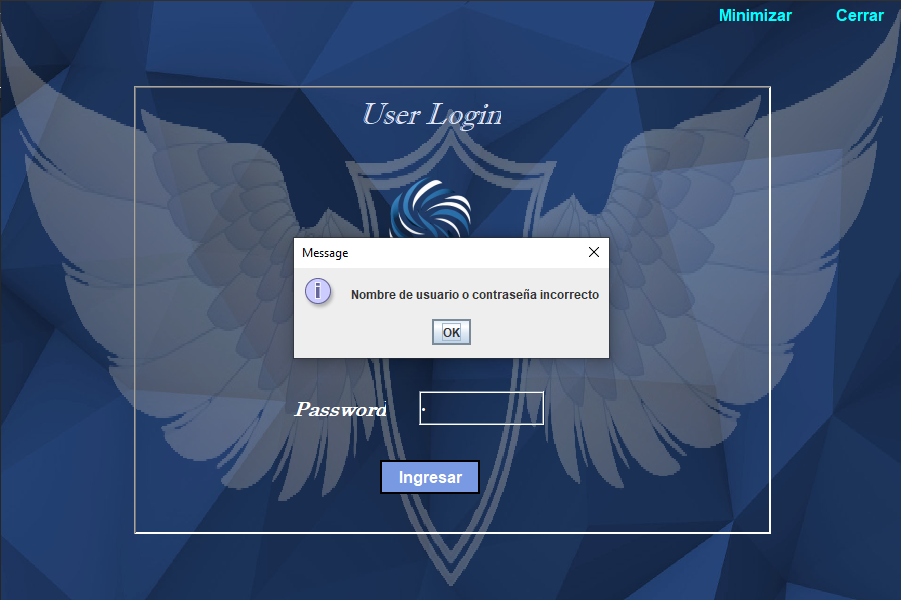 Minimizar
Cerrar
User Login
Message
Nombre de usuario o contraseña incorrecto
OK
Password
Ingresar